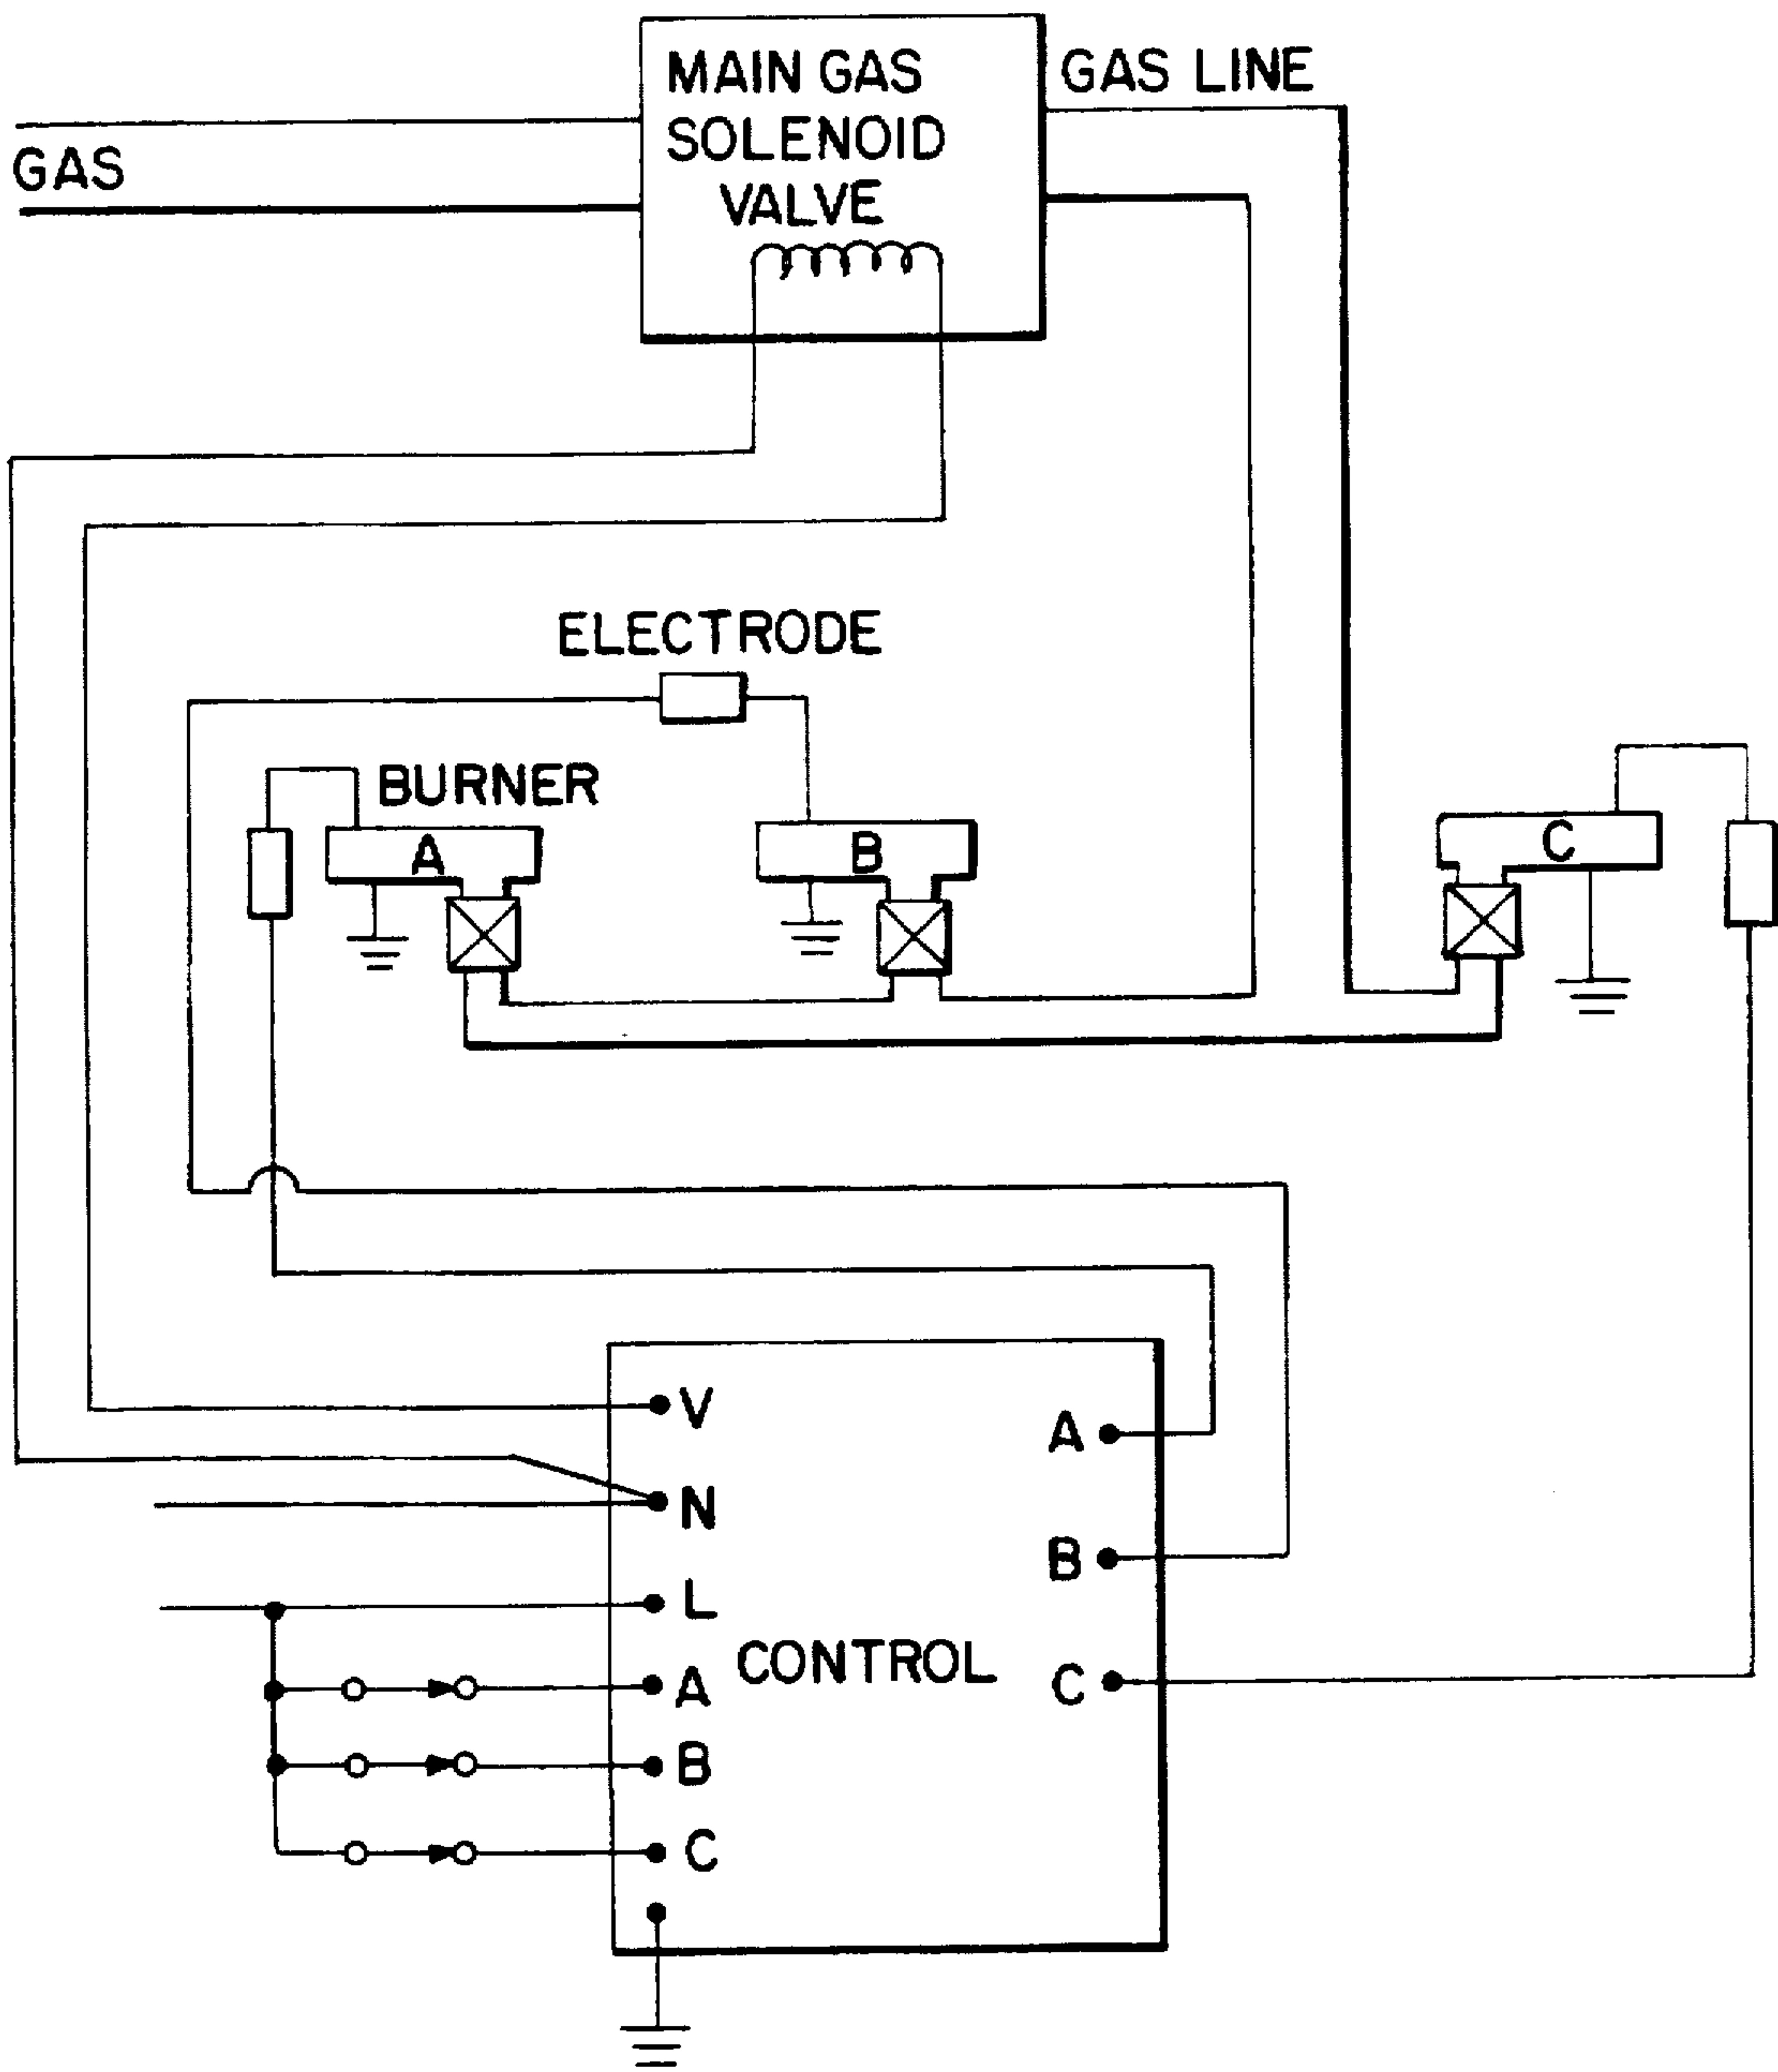 MAIN GAS
SOLENOID
VALVE
GAS LINE
GAS
ELECTRODE
BURNER
A
B
C
V
N
L
A
B
C
CONTROL
A
B
C